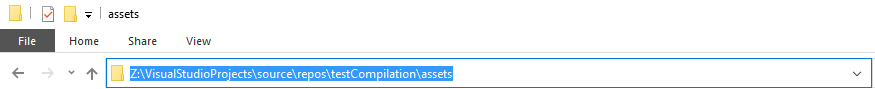 assets
File Home Share View
Z:\VisualStudioProjects\source\repos\testCompilation\assets